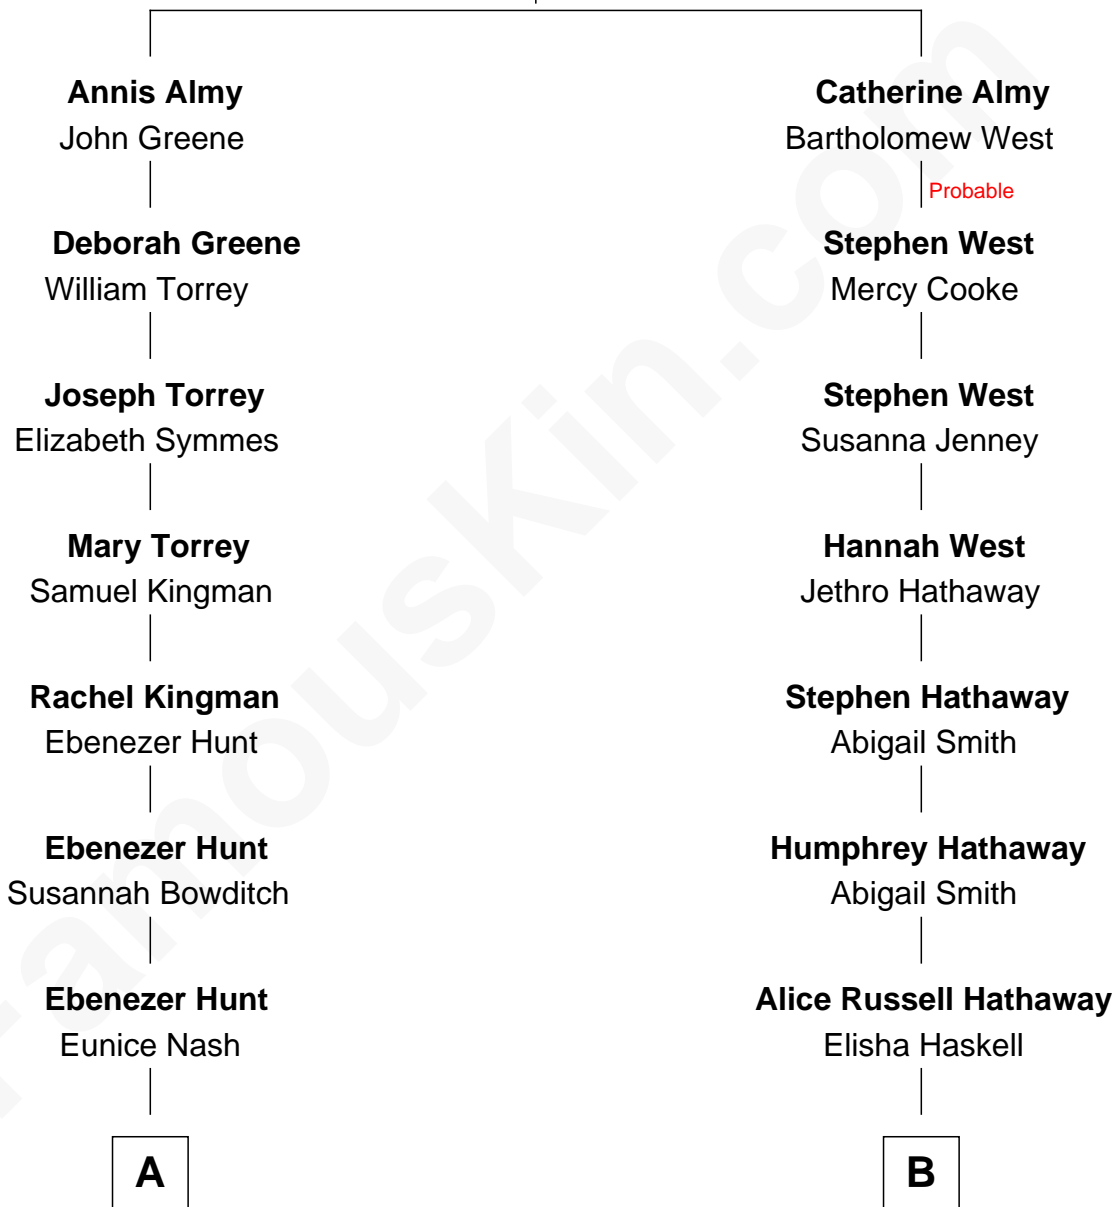 Annis Almy
John Greene
Deborah Greene
William Torrey
Joseph Torrey
Elizabeth Symmes
Mary Torrey
Samuel Kingman
Rachel Kingman
Ebenezer Hunt
Ebenezer Hunt
Susannah Bowditch
Ebenezer Hunt
Eunice Nash
A
Catherine Almy
Bartholomew West
Probable
Stephen West
Mercy Cooke
Stephen West
Susanna Jenney
Hannah West
Jethro Hathaway
Stephen Hathaway
Abigail Smith
Humphrey Hathaway
Abigail Smith
Alice Russell Hathaway
Elisha Haskell
B
FamousKin.com